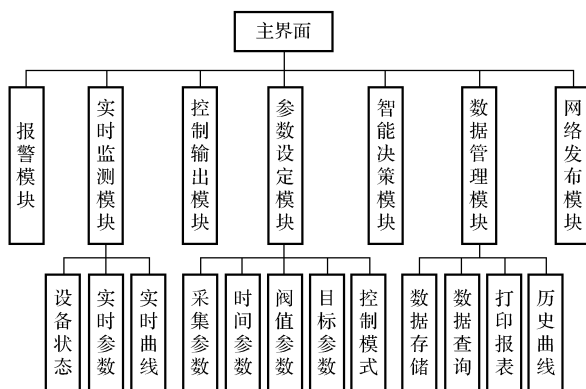 主界面
报警模块
实时监测模块
控制输出模块
参数设定模块
智能决策模块
数据管理模块
网络发布模块
设备状态
实时参数
实时曲线
采集参数
时间参数
阀值参数
目标参数
控制模式
数据存储
数据查询
打印报表
历史曲线